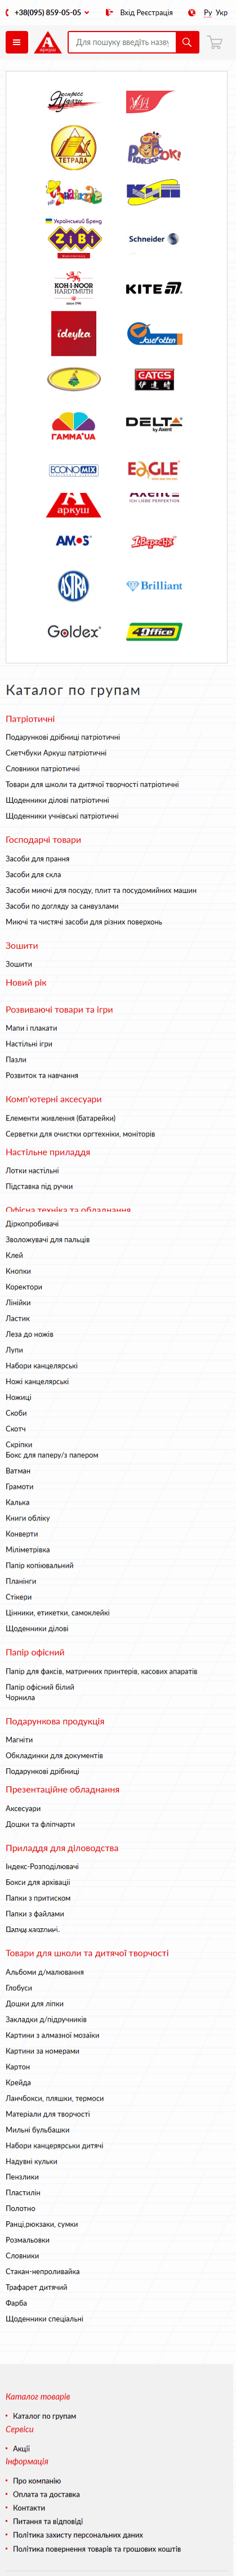 +38(095) 859-05-05 Вхід Реєстрація Ру Укр
Для пошуку введіть назву
АРКУШ
ТЕТРАДА РЮКЗАЧОК!
КРП
Український Бренд
ZiBi Schneider
KOH-I-NOOR
HARDTMUTH
since 1790
KITE
ideyka JosefOtten
CATES
ГАММА'UA DELTA
by Axent
ECONOMIX EAGLE
аркуш Axent
ICH LIEBE PERFEKTION
AMOS 1Вересня
ASTRA Brilliant
Goldex 4Office
Каталог по групам
Патріотичні
Подарункові дрібниці патріотичні
Скетчбуки Аркуш патріотичні
Словники патріотичні
Товари для школи та дитячої творчості патріотичні
Щоденники ділові патріотичні
Щоденники учнівські патріотичні
Господарчі товари
Засоби для прання
Засоби для скла
Засоби миючі для посуду, плит та посудомийних машин
Засоби по догляду за санвузлами
Миючі та чистячі засоби для різних поверхонь
Зошити
Зошити
Новий рік
Розвиваючі товари та ігри
Мапи і плакати
Настільні ігри
Пазли
Розвиток та навчання
Комп'ютерні аксесуари
Елементи живлення (батарейки)
Серветки для очистки оргтехніки, моніторів
Настільне приладдя
Лотки настільні
Підставка під ручки
Офісна техніка та обладнання
Діркопробивачі
Зволожувачі для пальців
Клей
Кнопки
Коректори
Лінійки
Ластик
Леза до ножів
Лупи
Набори канцелярські
Ножі канцелярські
Ножиці
Скоби
Скотч
Скріпки
Бокс для паперу/з папером
Ватман
Грамоти
Калька
Книги обліку
Конверти
Міліметрівка
Папір копіювальний
Планінги
Стікери
Цінники, етикетки, самоклейкі
Щоденники ділові
Папір офісний
Папір для факсів, матричних принтерів, касових апаратів
Папір офісний білий
Чорнила
Подарункова продукція
Магніти
Обкладинки для документів
Подарункові дрібниці
Презентаційне обладнання
Аксесуари
Дошки та фліпчарти
Приладдя для діловодства
Індекс-Розподілювачі
Бокси для архіваціі
Папки з притиском
Папки з файлами
Папки картонні
Товари для школи та дитячої творчості
Альбоми д/малювання
Глобуси
Дошки для ліпки
Закладки д/підручників
Картини з алмазної мозаїки
Картини за номерами
Картон
Крейда
Ланчбокси, пляшки, термоси
Матеріали для творчості
Мильні бульбашки
Набори канцерярськи дитячі
Надувні кульки
Пензлики
Пластилін
Полотно
Ранці,рюкзаки, сумки
Розмальовки
Словники
Стакан-непроливайка
Трафарет дитячий
Фарба
Щоденники спеціальні
Каталог товарів
Каталог по групам
Сервіси
Акції
Інформація
Про компанію
Оплата та доставка
Контакти
Питання та відповіді
Політика захисту персональних даних
Політика повернення товарів та грошових коштів